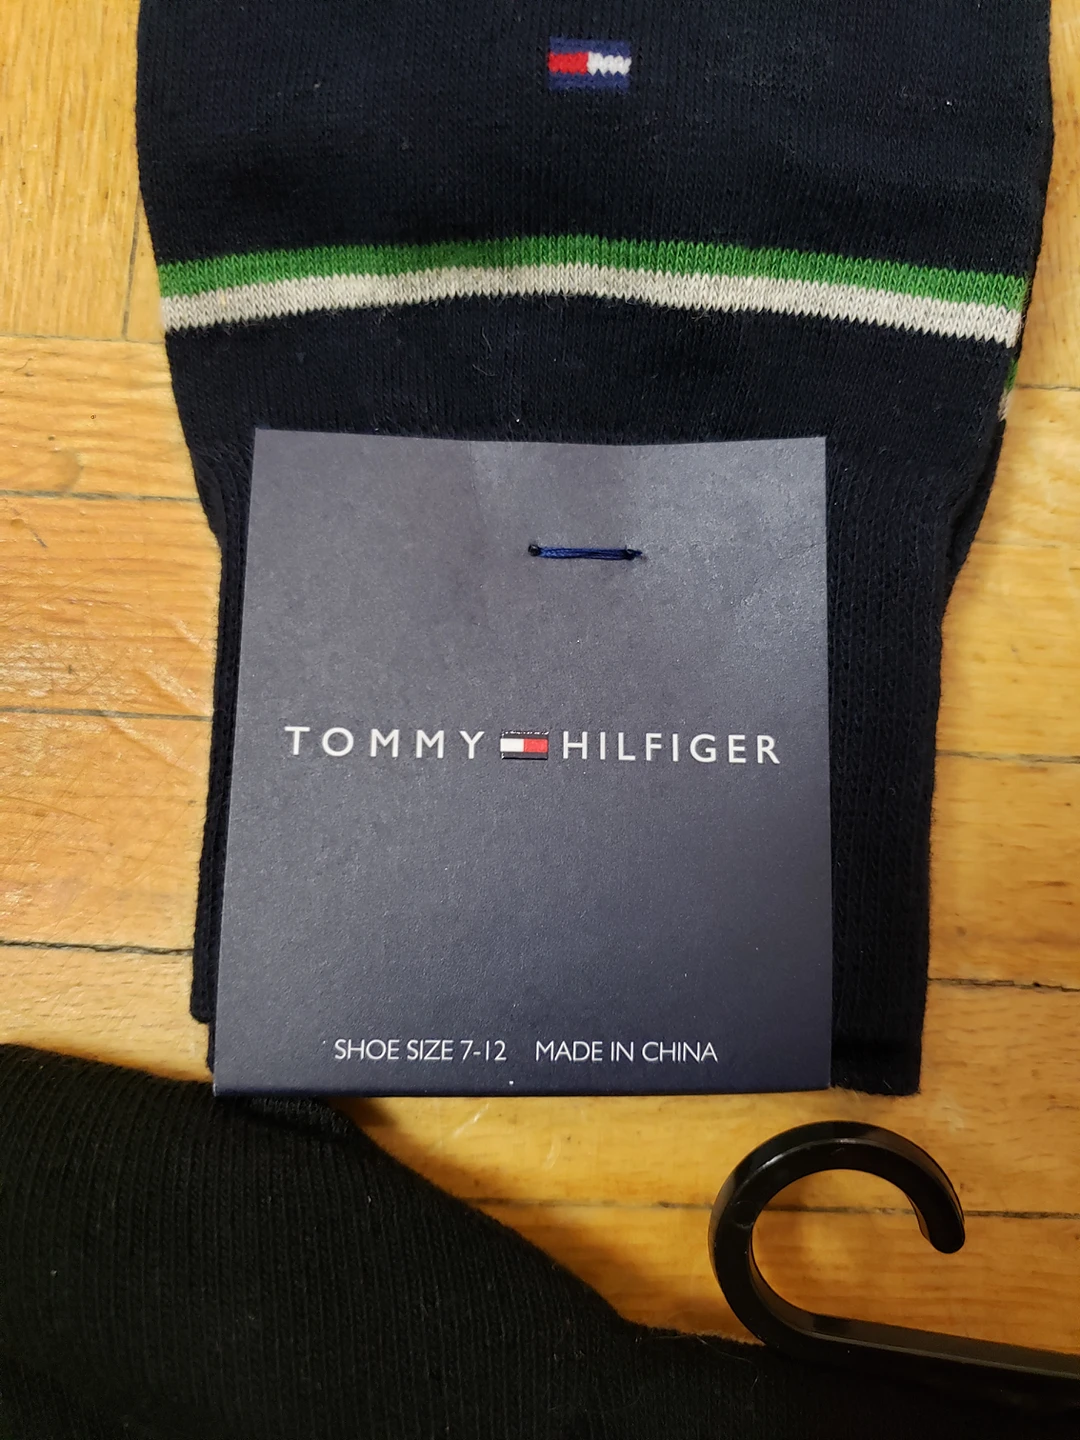 TOMMY HILFIGER
SHOE SIZE 7-12 MADE IN CHINA